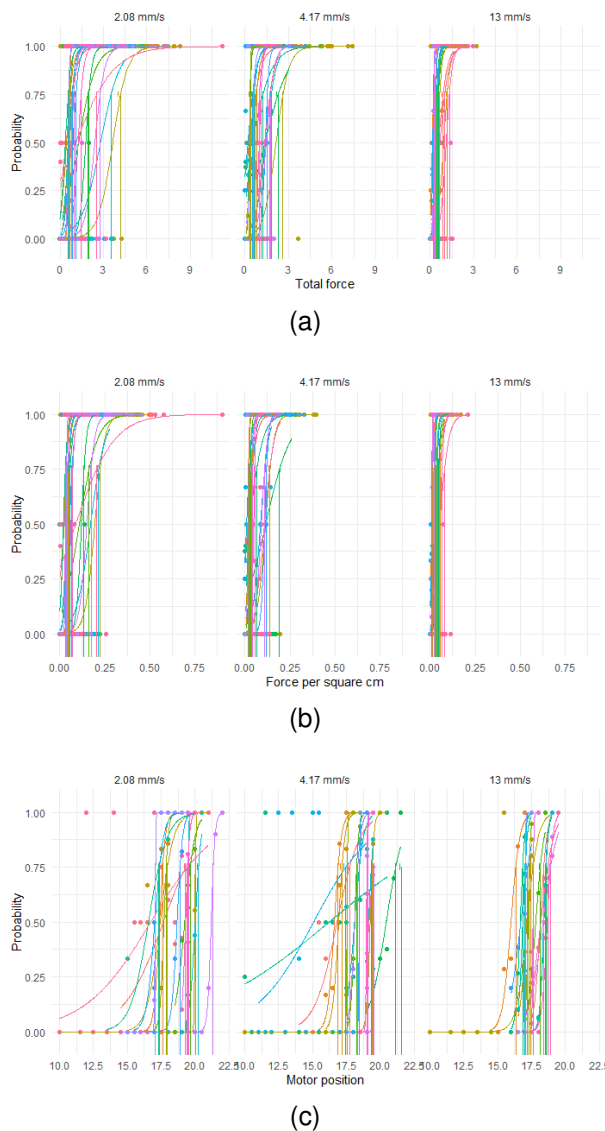 2.08 mm/s 4.17 mm/s 13 mm/s
1.00
0.75
Probability
0.50
0.25
0.00
0 3 6 9 0 3 6 9 0 3 6 9
Total force
(a)
2.08 mm/s 4.17 mm/s 13 mm/s
1.00
0.75
Probability
0.50
0.25
0.00
0.00 0.25 0.50 0.75 0.00 0.25 0.50 0.75 0.00 0.25 0.50 0.75
Force per square cm
(b)
2.08 mm/s 4.17 mm/s 13 mm/s
1.00
0.75
Probability
0.50
0.25
0.00
10.0 12.5 15.0 17.5 20.0 22.5 12.5 15.0 17.5 20.0 12.5 15.0 17.5 20.0 22.5
Motor position
(c)